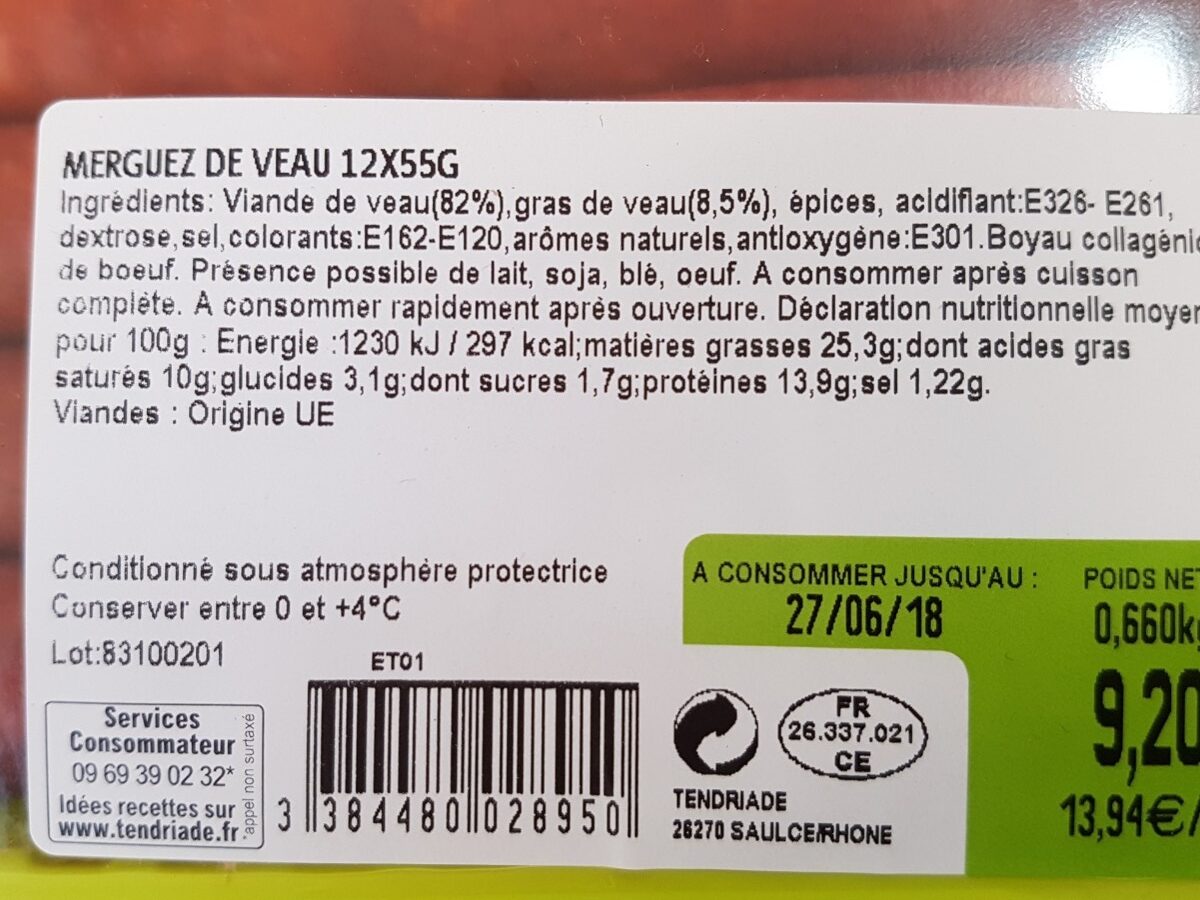 MERGUEZ DE VEAU 12X55G
Ingrédients: Viande de veau(82%),gras de veau(8,5%), épices, acidifiant:E326- E261,
dextrose,sel,colorants:E162-E120,arômes naturels,antioxygène:E301.Boyau
de boeuf. Présence possible de lait, soja, blé, oeuf. A consommer après cuisson
complète. A consommer rapidement après ouverture. Déclaration nutritionnelle
pour 100g : Energie :1230 kJ / 297 kcal;matières grasses 25,3g;dont acides gras
saturés 10g;glucides 3,1g;dont sucres 1,7g;protéines 13,9g;sel 1,22g.
Viandes : Origine UE
Conditionné sous atmosphère protectrice
Conserver entre 0 et +4°C
Lot:83100201
ET01
A CONSOMMER JUSQU'AU :
27/06/18
POIDS NET
0,660kg
9,20
13,94€/
Services
Consommateur
09 69 39 02 32*
Idées recettes sur
www.tendriade.fr
*appel non surtaxé
3 384480 028950
FR
26.337.021
CE
TENDRIADE
26270 SAULCE/RHONE